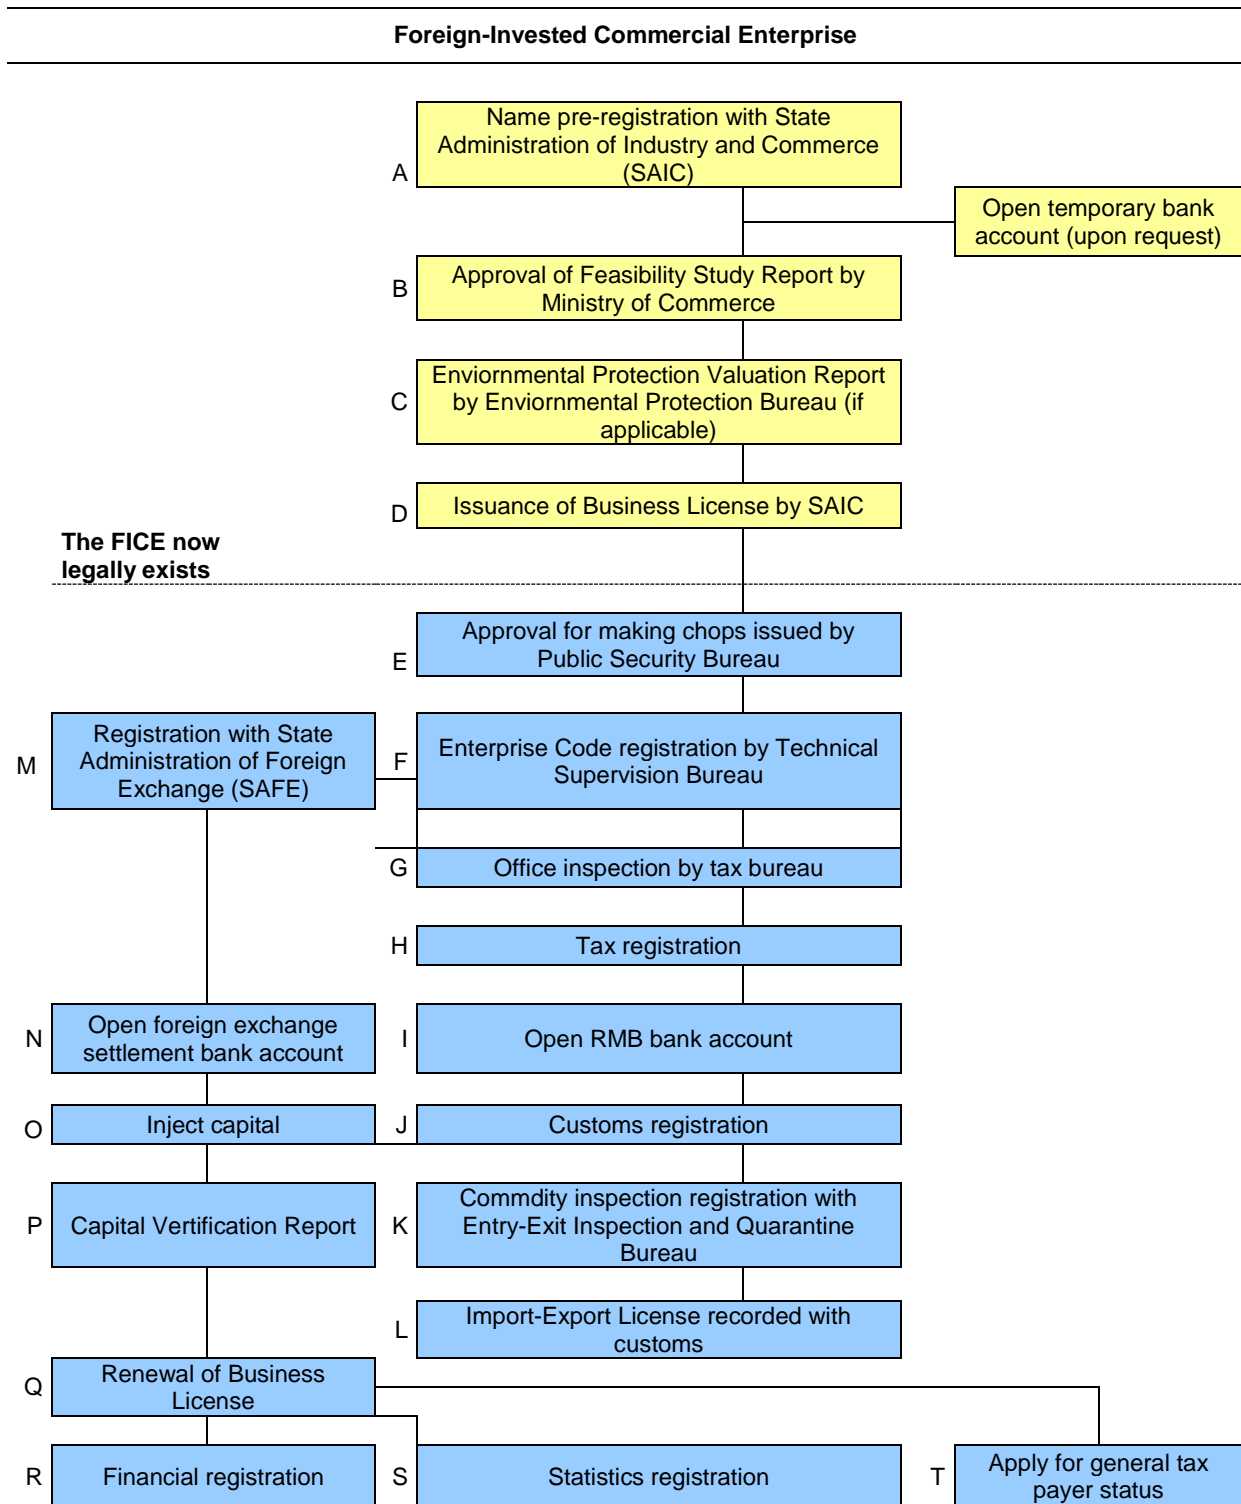 Foreign-Invested Commercial Enterprise
A
Name pre-registration with State
Administration of Industry and Commerce
(SAIC)
Open temporary bank
account (upon request)
B
Approval of Feasibility Study Report by
Ministry of Commerce
C
Enviornmental Protection Valuation Report
by Enviornmental Protection Bureau (if
applicable)
D
Issuance of Business License by SAIC
The FICE now
legally exists
E
Approval for making chops issued by
Public Security Bureau
M
Registration with State
Administration of Foreign
Exchange (SAFE)
F
Enterprise Code registration by Technical
Supervision Bureau
G
Office inspection by tax bureau
H
Tax registration
N
Open foreign exchange
settlement bank account
I
Open RMB bank account
O
Inject capital
J
Customs registration
P
Capital Vertification Report
K
Commdity inspection registration with
Entry-Exit Inspection and Quarantine
Bureau
L
Import-Export License recorded with
customs
Q
Renewal of Business
License
R
Financial registration
S
Statistics registration
T
Apply for general tax
payer status